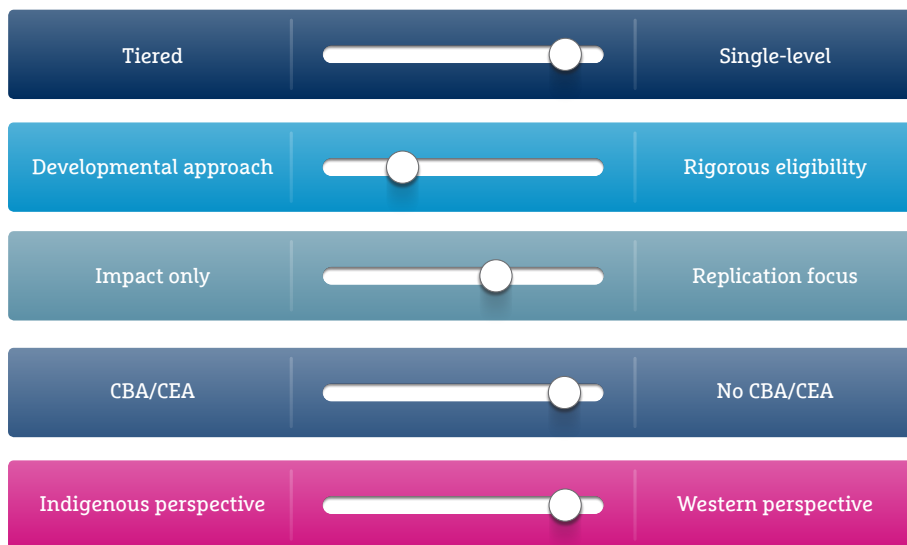 Tiered Single-level
Developmental approach Rigorous eligibility
Impact only Replication focus
CBA/CEA No CBA/CEA
Indigenous perspective Western perspective